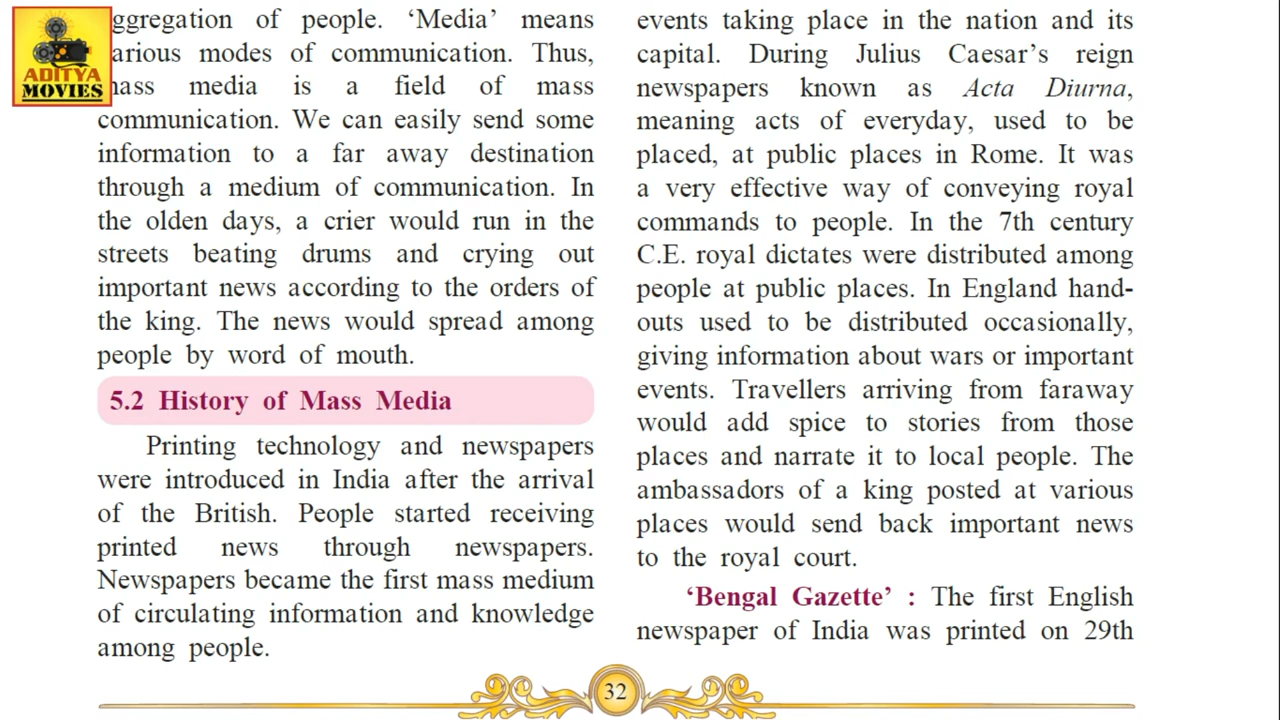 ADITYA
MOVIES
aggregation of people. ‘Media’ means
various modes of communication. Thus,
mass media is a field of mass
communication. We can easily send some
information to a far away destination
through a medium of communication. In
the olden days, a crier would run in the
streets beating drums and crying out
important news according to the orders of
the king. The news would spread among
people by word of mouth.
5.2 History of Mass Media
Printing technology and newspapers
were introduced in India after the arrival
of the British. People started receiving
printed news through newspapers.
Newspapers became the first mass medium
of circulating information and knowledge
among people.
events taking place in the nation and its
capital. During Julius Caesar’s reign
newspapers known as Acta Diurna,
meaning acts of everyday, used to be
placed, at public places in Rome. It was
a very effective way of conveying royal
commands to people. In the 7th century
C.E. royal dictates were distributed among
people at public places. In England hand-
outs used to be distributed occasionally,
giving information about wars or important
events. Travellers arriving from faraway
would add spice to stories from those
places and narrate it to local people. The
ambassadors of a king posted at various
places would send back important news
to the royal court.
‘Bengal Gazette’ : The first English
newspaper of India was printed on 29th
32